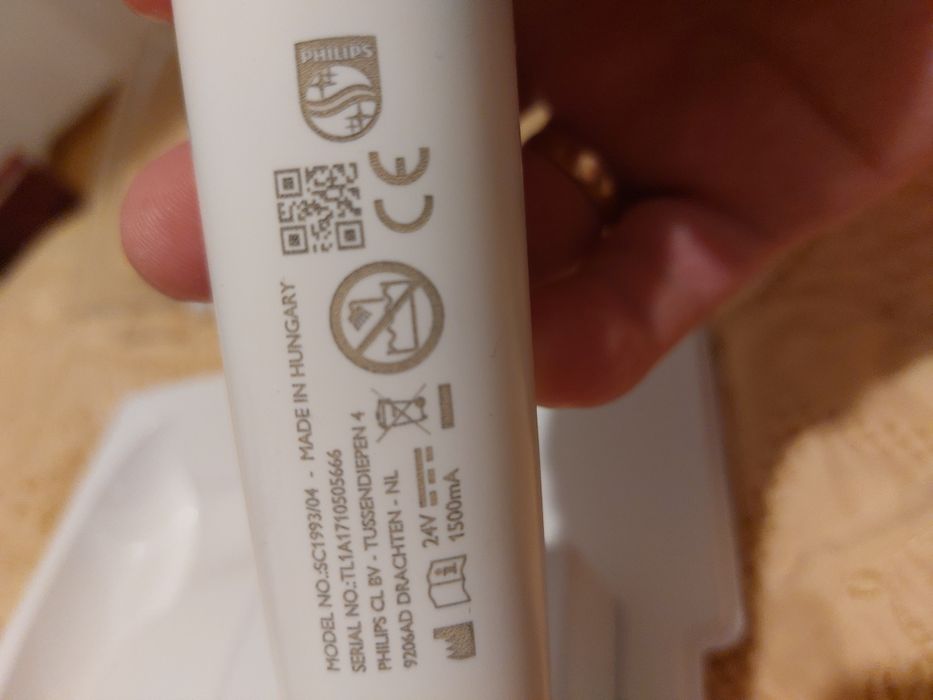 PHILIPS
CE
MODEL NO.:SC1993/04 - MADE IN HUNGARY
SERIAL NO.:TL1A1710505666
PHILIPS CL BV - TUSSENDIEPEN 4
9206AD DRACHTEN - NL
24V
1500mA